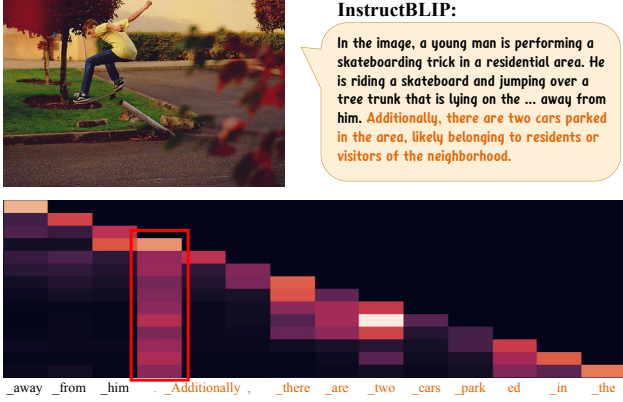 InstructBLIP:
In the image, a young man is performing a
skateboarding trick in a residential area. He
is riding a skateboard and jumping over a
tree trunk that is lying on the ... away from
him. Additionally, there are two cars parked
in the area, likely belonging to residents or
visitors of the neighborhood.
_away _from _him . _Additionally , _there _are _two _cars _park ed _in _the